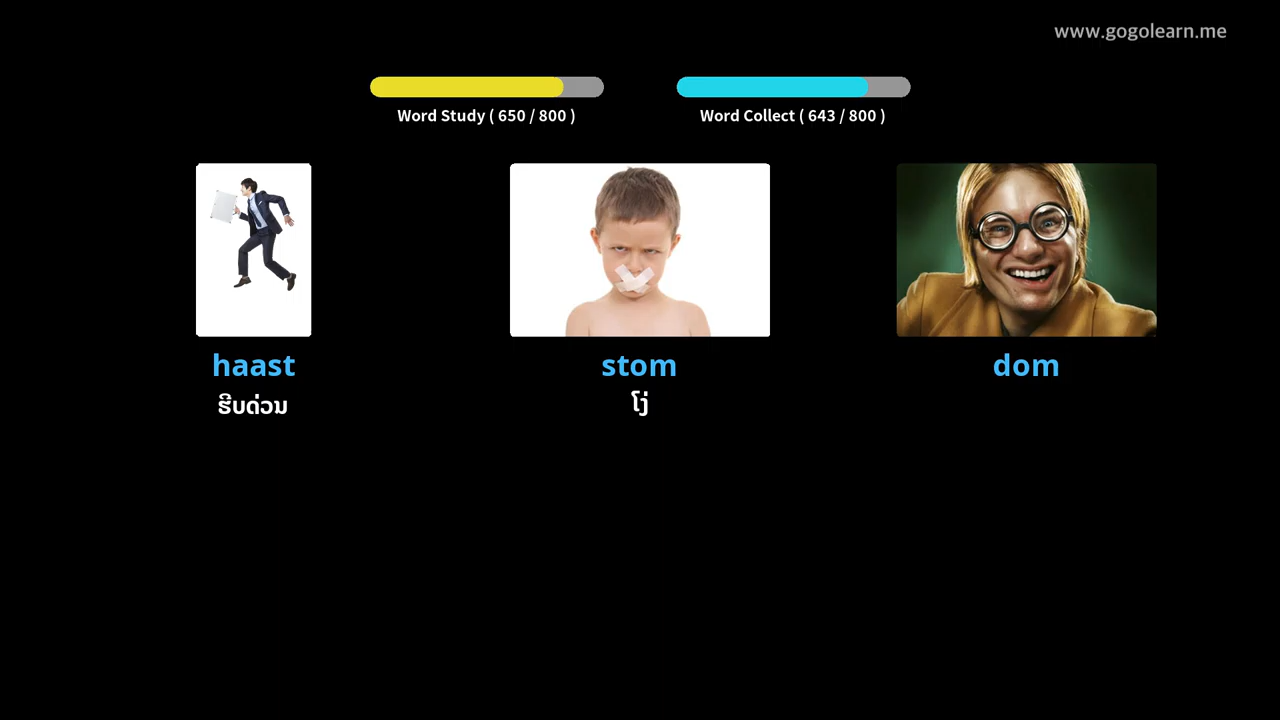 www.gogolearn.me
Word Study ( 650 / 800 )
Word Collect ( 643 / 800 )
haast
stom
dom
ຮີບດ່ວນ
ໂງ່